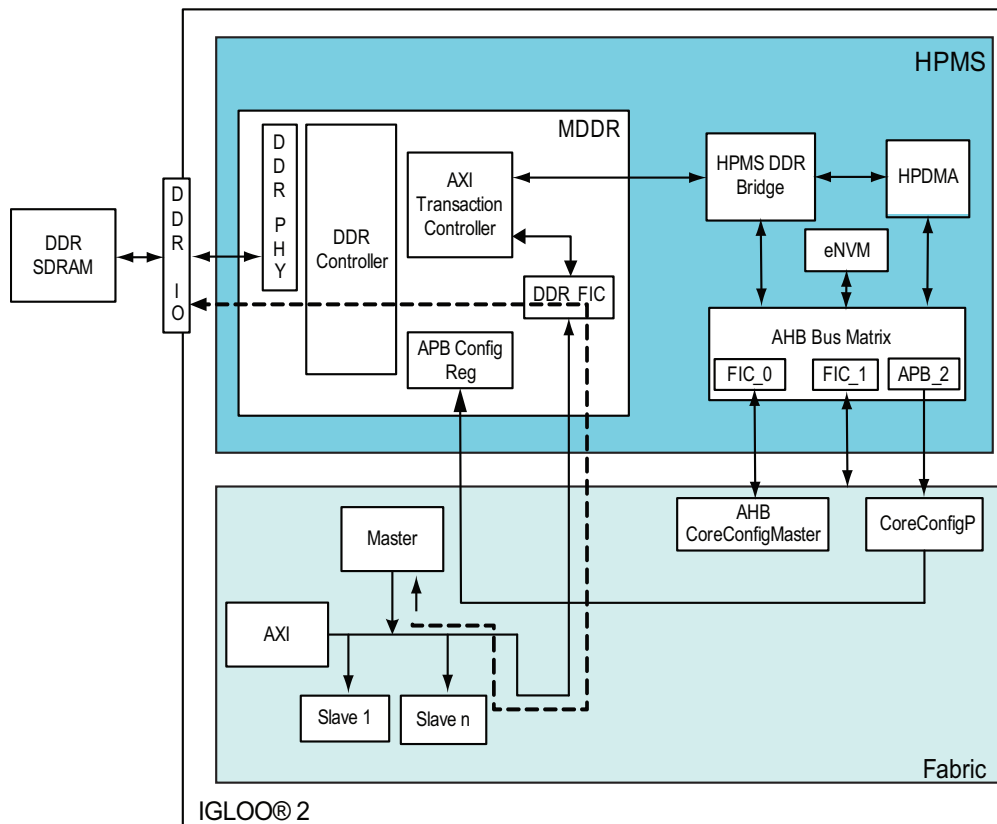 HPMS
MDDR
D
D
R
P
H
Y
DDR
Controller
AXI
Transaction
Controller
HPMS DDR
Bridge
HPDMA
D
D
R
IO
DDR
SDRAM
eNVM
DDR_FIC
AHB Bus Matrix
APB Config
Reg
FIC_0
FIC_1
APB_2
Master
AHB
CoreConfigMaster
CoreConfigP
AXI
Slave 1
Slave n
Fabric
IGLOO® 2